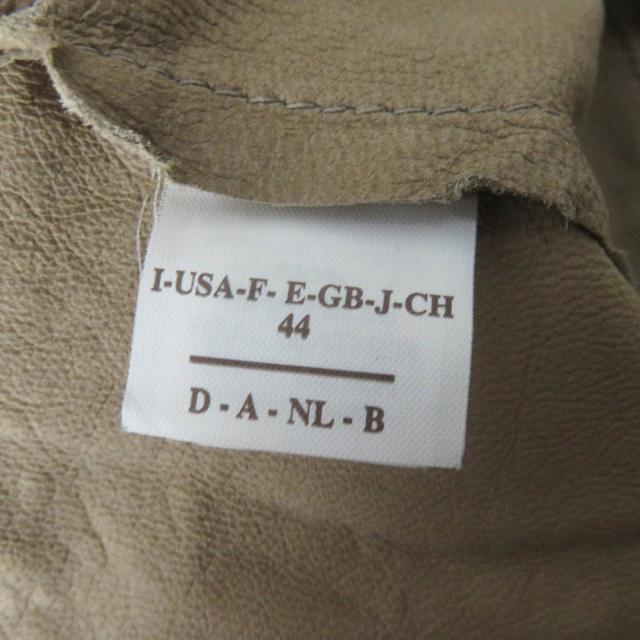 I-USA-F- E-GB-J-CH
44
D - A - NL - B